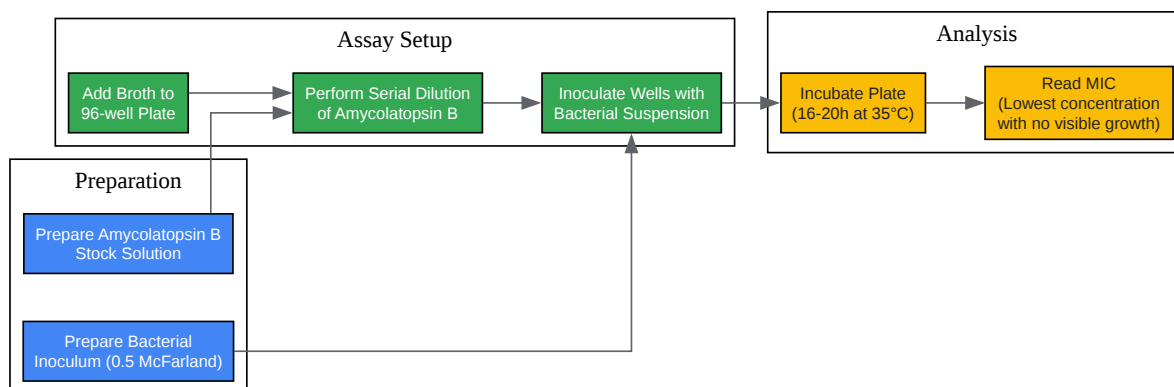 Assay Setup
Add Broth to
96-well Plate
Perform Serial Dilution
of Amycolatopsin B
Inoculate Wells with
Bacterial Suspension
Analysis
Incubate Plate
(16-20h at 35°C)
Read MIC
(Lowest concentration
with no visible growth)
Preparation
Prepare Amycolatopsin B
Stock Solution
Prepare Bacterial
Inoculum (0.5 McFarland)